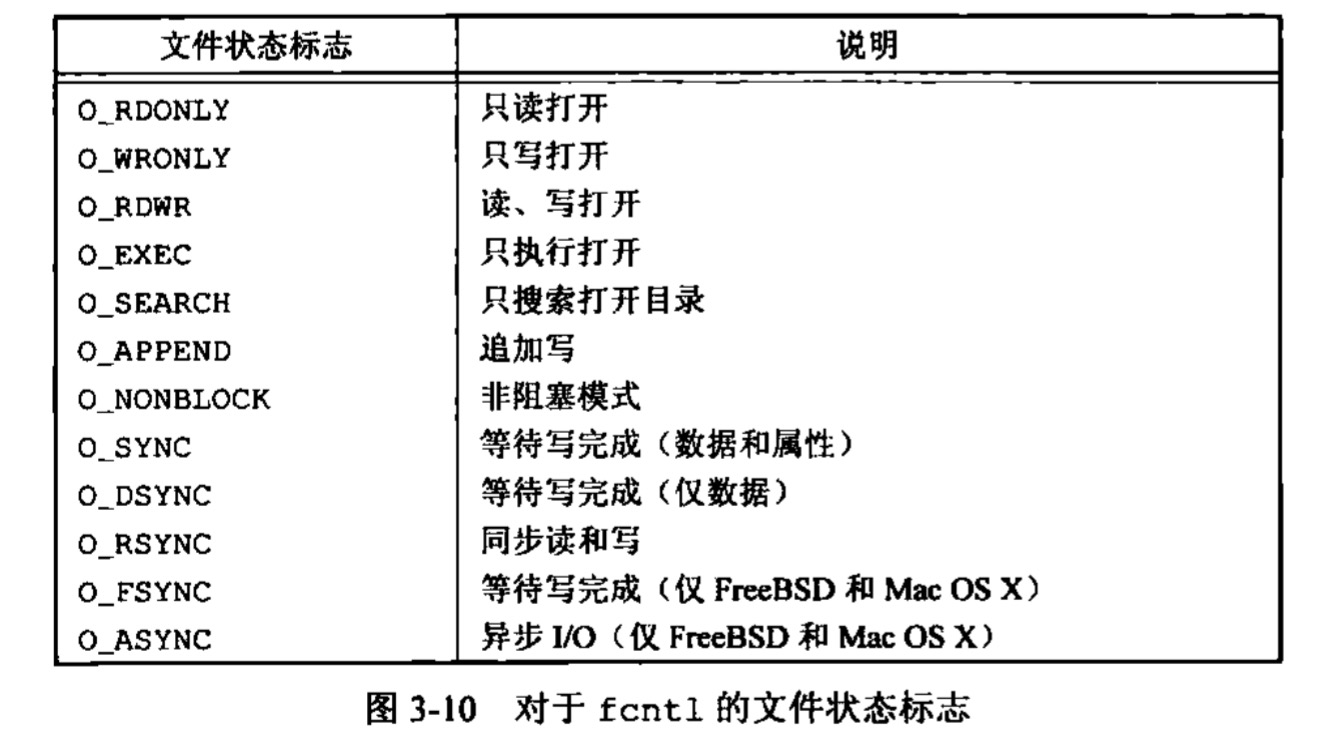 文件状态标志 说明
O_RDONLY 只读打开
O_WRONLY 只写打开
O_RDWR 读、写打开
O_EXEC 只执行打开
O_SEARCH 只搜索打开目录
O_APPEND 追加写
O_NONBLOCK 非阻塞模式
O_SYNC 等待写完成（数据和属性）
O_DSYNC 等待写完成（仅数据）
O_RSYNC 同步读和写
O_FSYNC 等待写完成（仅 FreeBSD 和 Mac OS X）
O_ASYNC 异步 I/O（仅 FreeBSD 和 Mac OS X）
图 3-10 对于 fcntl 的文件状态标志